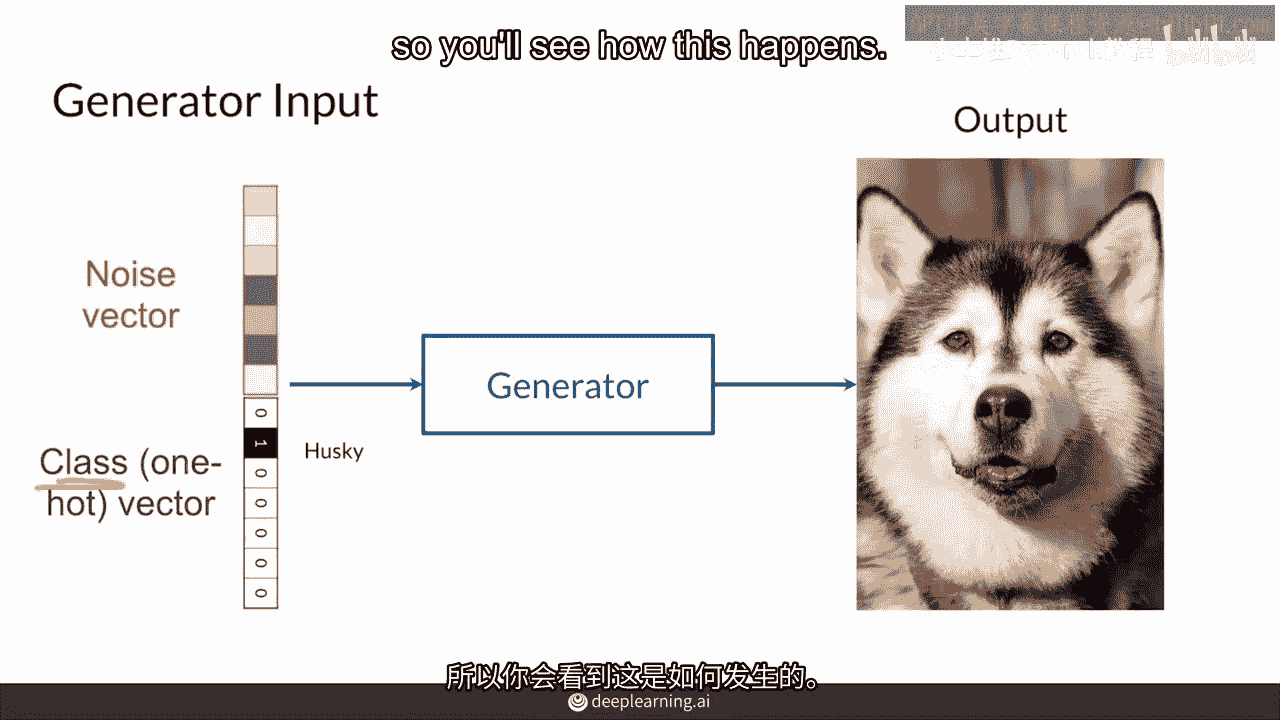 so you'll see how this happens.
Generator Input
Output
Noise
vector
Generator
0
1
0
0
0
0
0
Husky
Class (one-
hot) vector
所以你会看到这是如何发生的。
deeplearning.ai